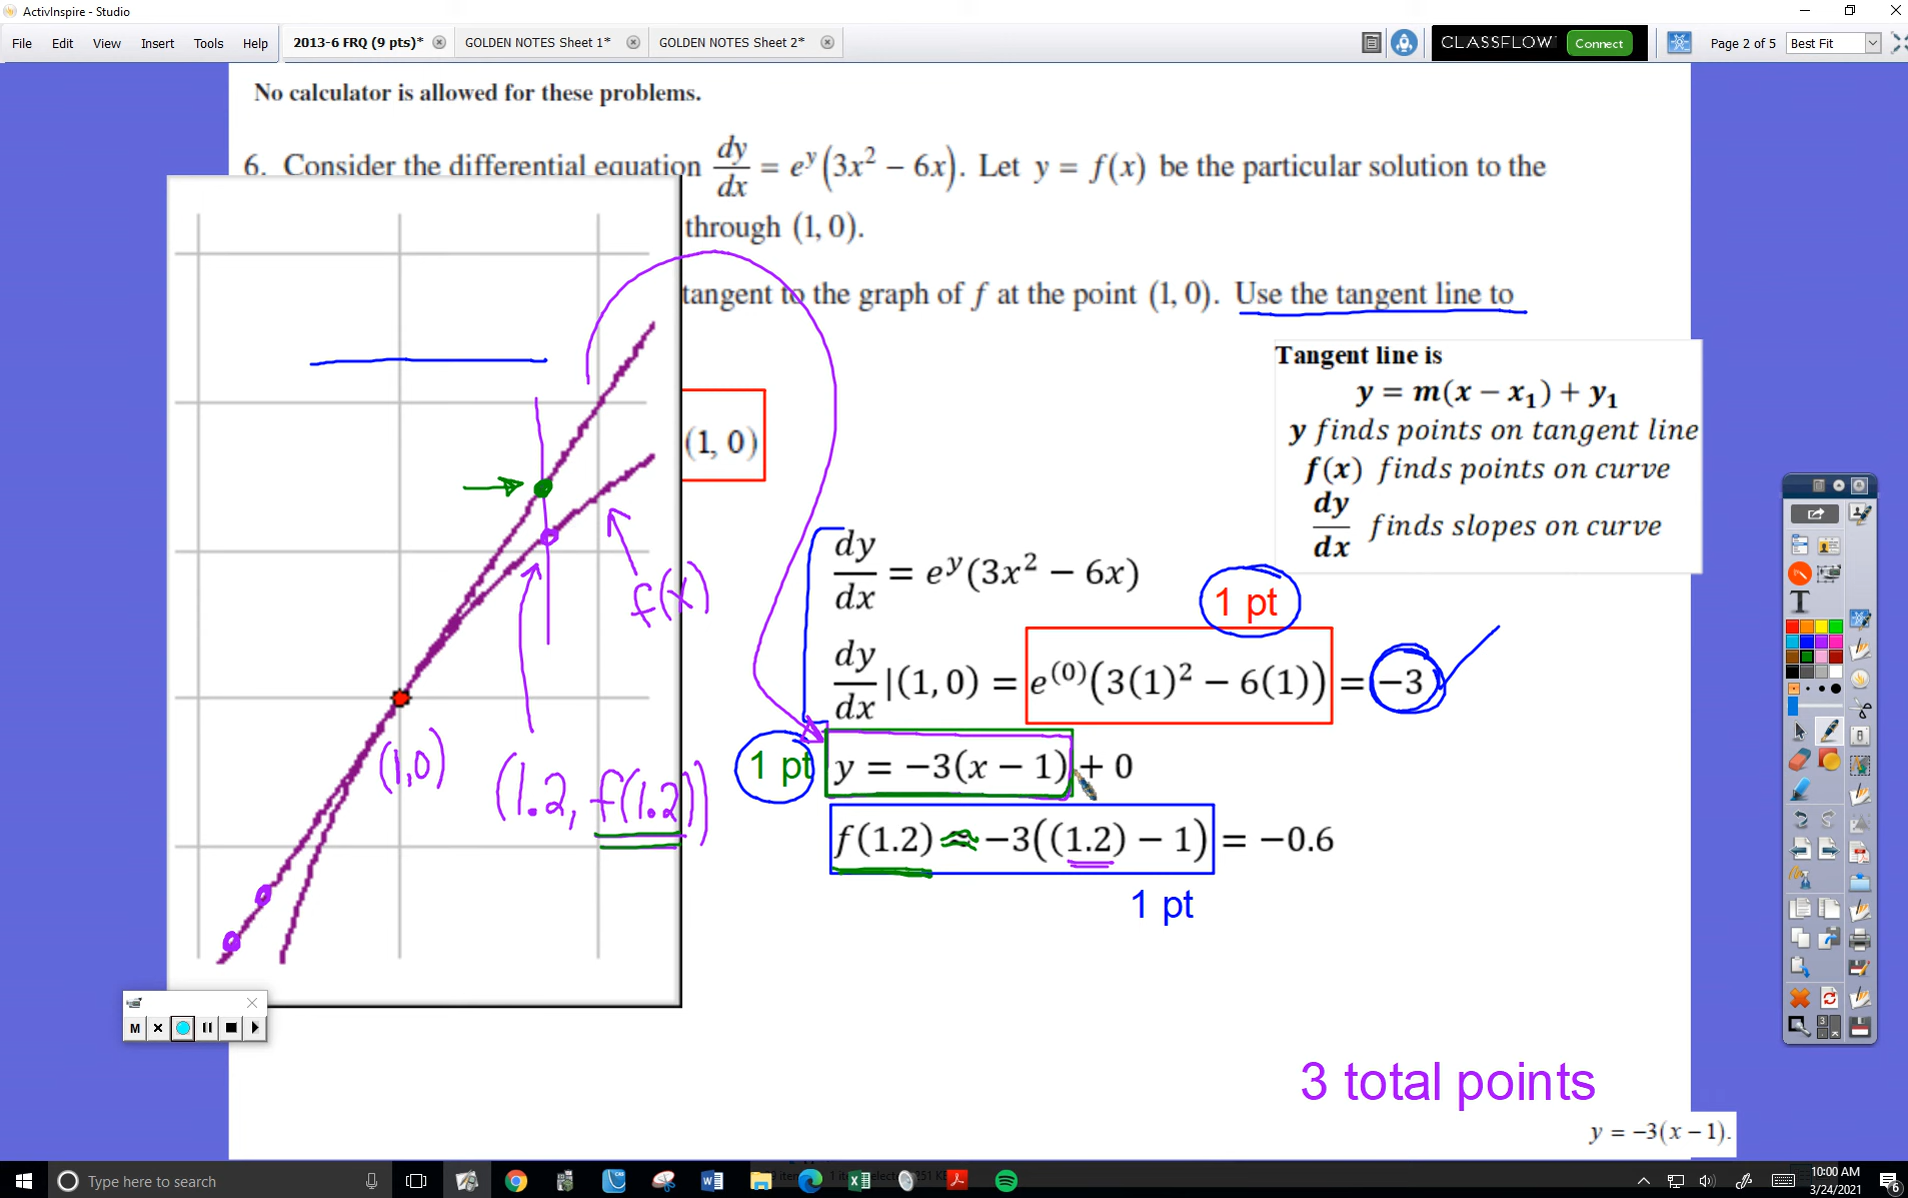 ActivInspire - Studio
File Edit View Insert Tools Help 2013-6 FRQ (9 pts)* GOLDEN NOTES Sheet 1* GOLDEN NOTES Sheet 2* CLASSFLOW Connect Page 2 of 5 Best Fit
No calculator is allowed for these problems.
6. Consider the differential equation dy/dx = e^y(3x² − 6x). Let y = f(x) be the particular solution to the
through (1, 0).
tangent to the graph of f at the point (1, 0). Use the tangent line to
Tangent line is
y = m(x − x₁) + y₁
y finds points on tangent line
f(x) finds points on curve
dy/dx finds slopes on curve
(1, 0)
dy/dx = e^y(3x² − 6x)
1 pt
f(x)
dy/dx |(1, 0) = e^(0)(3(1)² − 6(1)) = −3
(1,0)
1 pt y = −3(x − 1) + 0
(1.2, f(1.2))
f(1.2) ≈ −3((1.2) − 1) = −0.6
1 pt
T
M
3 total points
y = −3(x − 1).
Type here to search
10:00 AM
3/24/2021
6